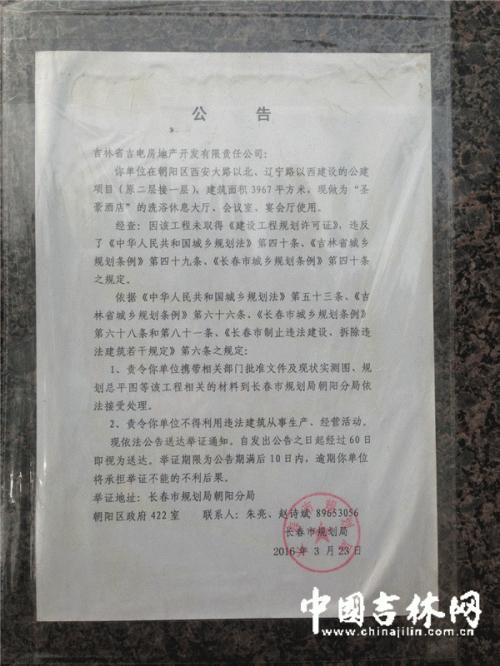 公 告
吉林省吉电房地产开发有限责任公司：
你单位在朝阳区西安大路以北、辽宁路以西建设的公建
项目（原二层接一层），建筑面积3967平方米，现做为“圣
豪酒店”的洗浴休息大厅、会议室、宴会厅使用。
经查：因该工程未取得《建设工程规划许可证》，违反
了《中华人民共和国城乡规划法》第四十条、《吉林省城乡
规划条例》第四十九条、《长春市城乡规划条例》第四十条
之规定。
依据《中华人民共和国城乡规划法》第五十三条、《吉
林省城乡规划条例》第六十六条、《长春市城乡规划条例》
第六十八条和第八十一条、《长春市制止违法建设、拆除违
法建筑若干规定》第六条之规定：
1、责令你单位携带相关部门批准文件及现状实测图、规
划总平图等该工程相关的材料到长春市规划局朝阳分局依
法接受处理。
2、责令你单位不得利用违法建筑从事生产、经营活动。
现依法公告送达举证通知。自发出公告之日起经过60日
即视为送达。举证期限为公告期满后10日内，逾期你单位
将承担举证不能的不利后果。
举证地址：长春市规划局朝阳分局
朝阳区政府422室 联系人：朱亮、赵诗斌 89653056
长春市规划局
2016年3月23日
中國吉林网
www.chinajilin.com.cn